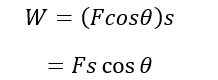 W = (Fcosθ)s
= Fs cos θ